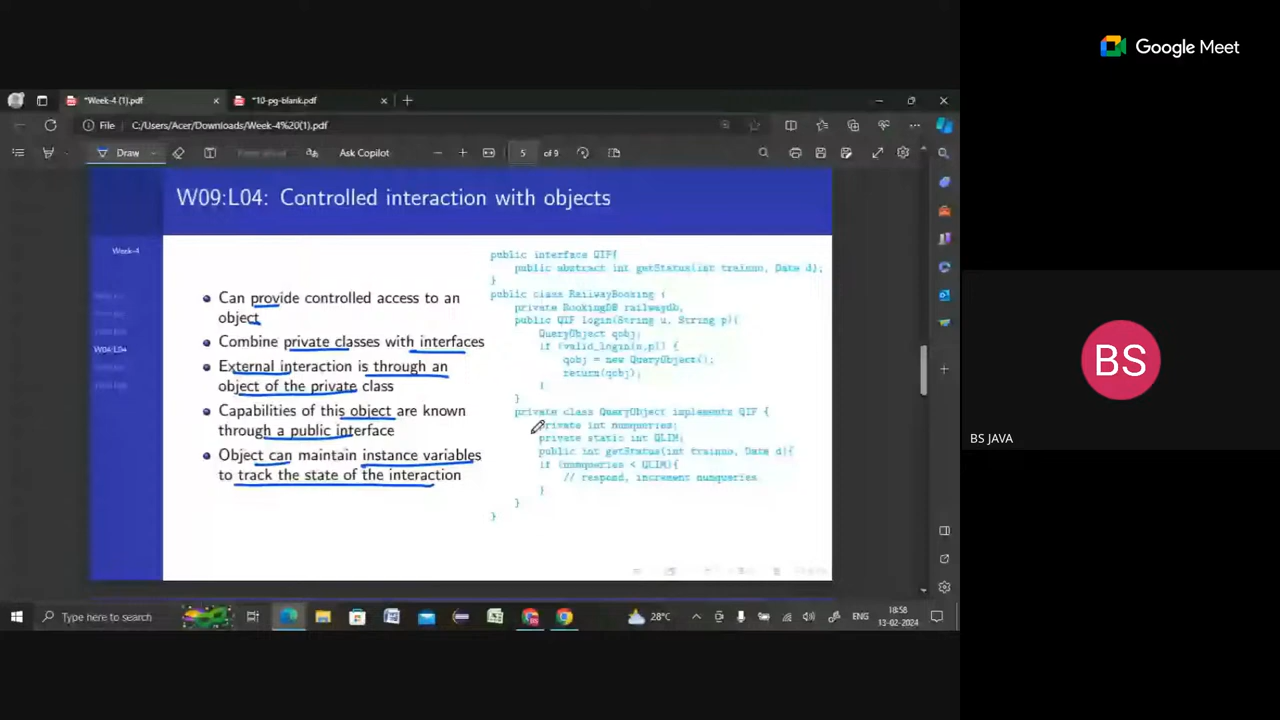 Google Meet
*Week-4 (1).pdf
*10-pg-blank.pdf
File
C:/Users/Acer/Downloads/Week-4%20(1).pdf
Draw
Ask Copilot
5
of 9
W09:L04: Controlled interaction with objects
Week-4
W04:L04
Can provide controlled access to an
object
Combine private classes with interfaces
External interaction is through an
object of the private class
Capabilities of this object are known
through a public interface
Object can maintain instance variables
to track the state of the interaction
public interface QIF{
public abstract int getStatus(int trainno, Date d);
}
public class RailwayBooking {
private BookingDB railwaydb;
public QIF login(String u, String p){
QueryObject qobj;
if (valid_login(u,p)) {
qobj = new QueryObject();
return(qobj);
}
}
private class QueryObject implements QIF {
private int numqueries;
private static int QLIM;
public int getStatus(int trainno, Date d){
if (numqueries < QLIM){
// respond, increment numqueries
}
}
}
BS
BS JAVA
Type here to search
28°C
ENG
18:58
13-02-2024